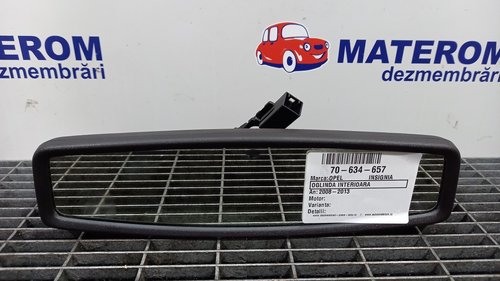 MATEROM
dezmembrări
MATEROM
dezmembrări
70-634-657
Marca:OPEL INSIGNIA
OGLINDA INTERIOARA
An: 2008 - 2013
Motor:
Varianta:
Detalii: